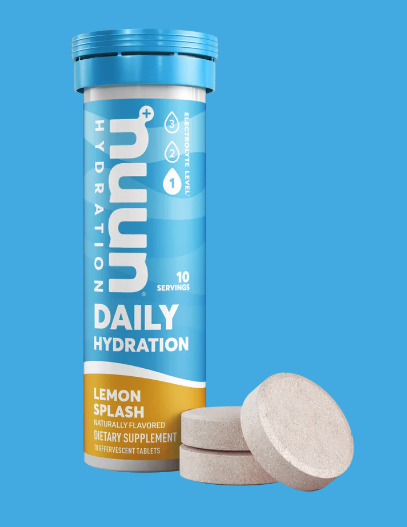 nuun+
HYDRATION
ELECTROLYTE LEVEL
3
2
1
10
SERVINGS
DAILY
HYDRATION
LEMON
SPLASH
NATURALLY FLAVORED
DIETARY SUPPLEMENT
10 EFFERVESCENT TABLETS